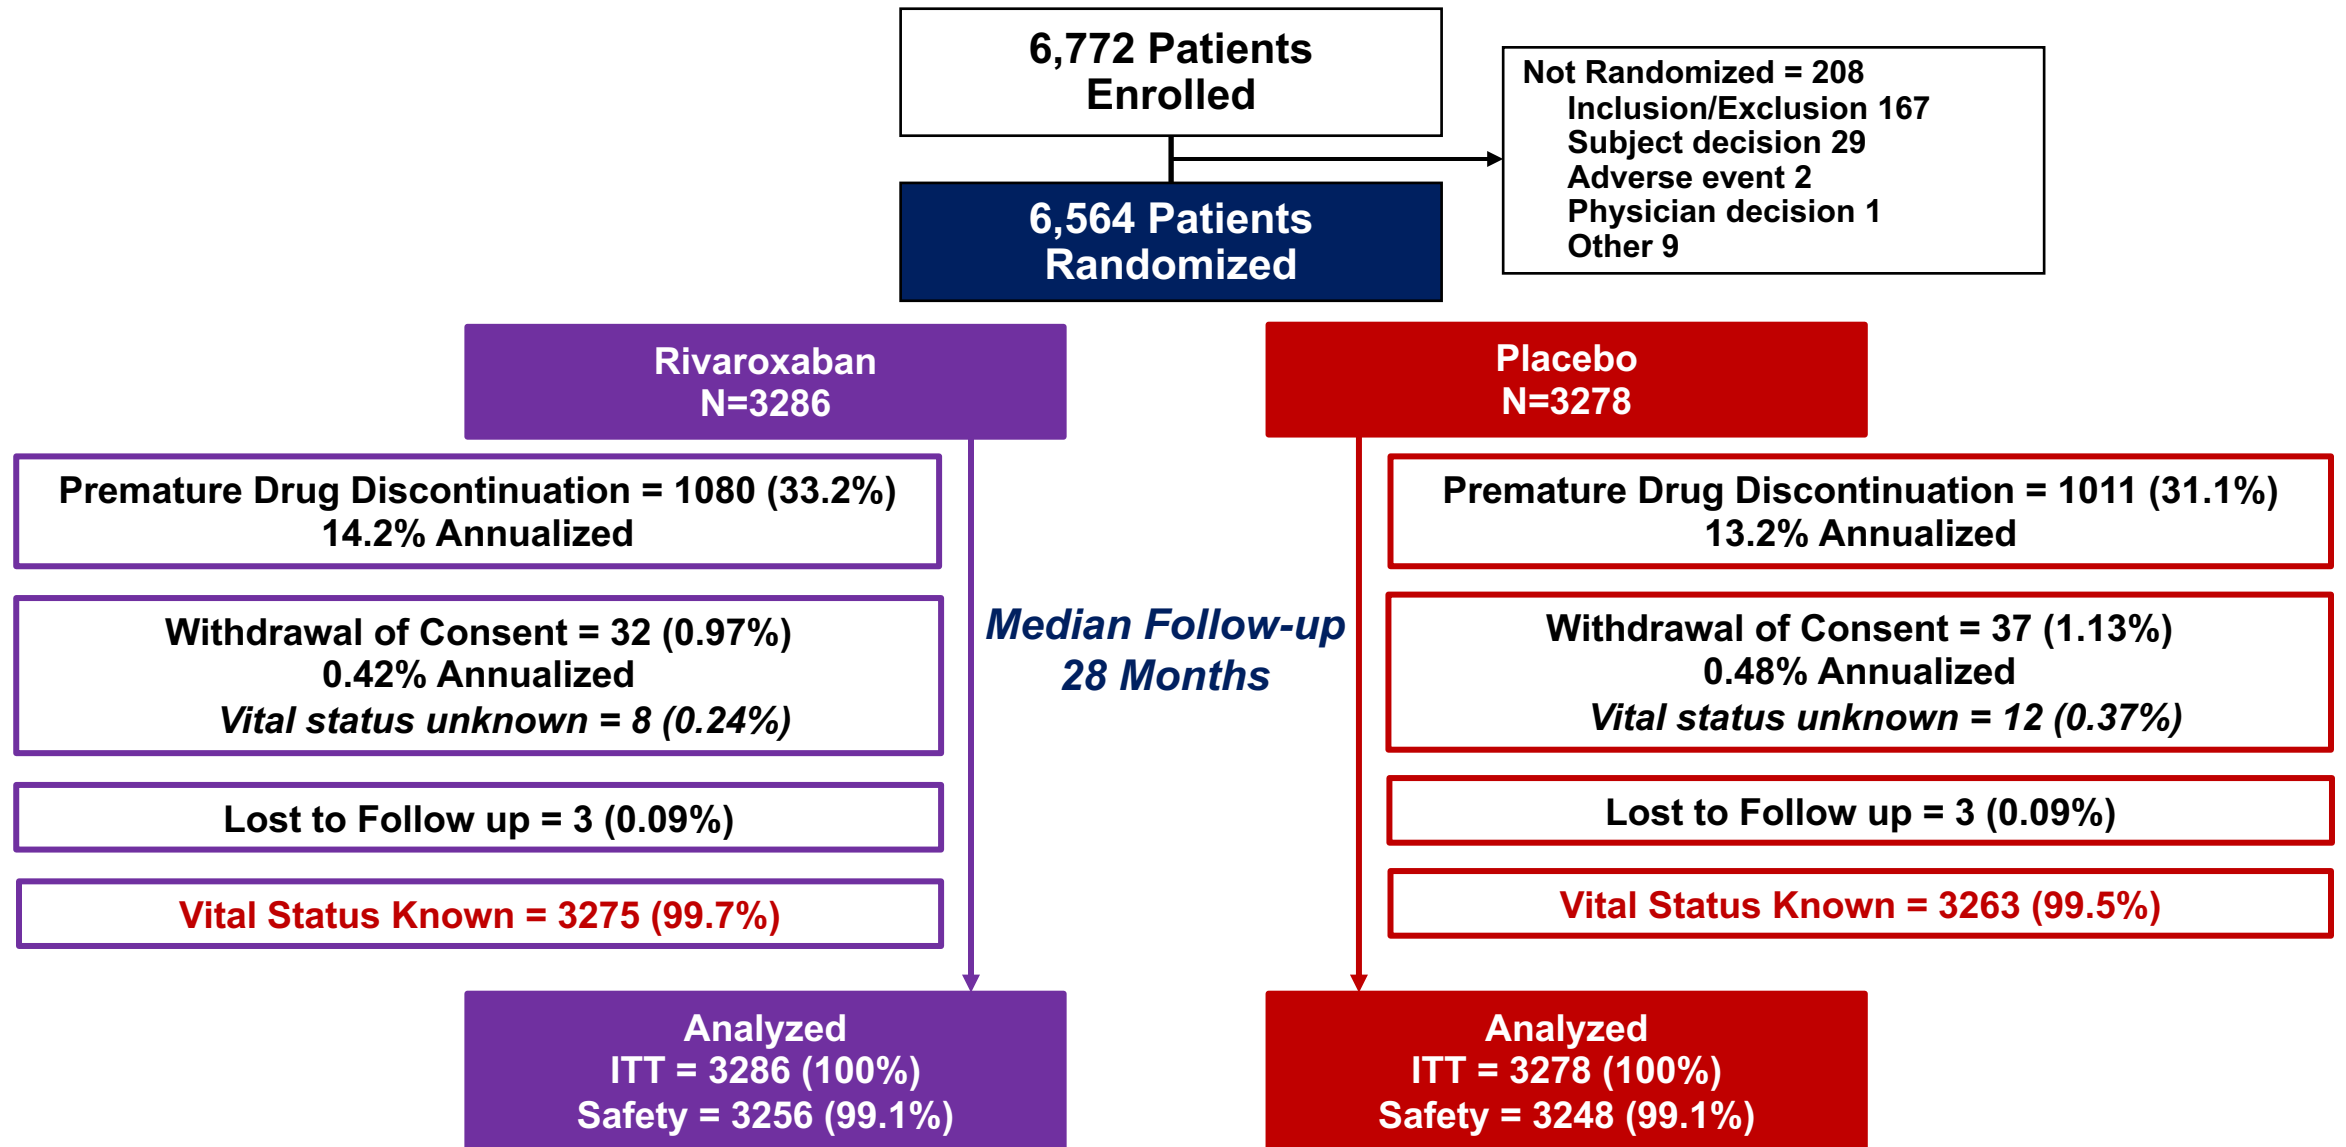 6,772 Patients
Enrolled
Not Randomized = 208
Inclusion/Exclusion 167
Subject decision 29
Adverse event 2
Physician decision 1
Other 9
6,564 Patients
Randomized
Rivaroxaban
N=3286
Placebo
N=3278
Premature Drug Discontinuation = 1080 (33.2%)
14.2% Annualized
Premature Drug Discontinuation = 1011 (31.1%)
13.2% Annualized
Withdrawal of Consent = 32 (0.97%)
0.42% Annualized
Vital status unknown = 8 (0.24%)
Median Follow-up
28 Months
Withdrawal of Consent = 37 (1.13%)
0.48% Annualized
Vital status unknown = 12 (0.37%)
Lost to Follow up = 3 (0.09%)
Lost to Follow up = 3 (0.09%)
Vital Status Known = 3275 (99.7%)
Vital Status Known = 3263 (99.5%)
Analyzed
ITT = 3286 (100%)
Safety = 3256 (99.1%)
Analyzed
ITT = 3278 (100%)
Safety = 3248 (99.1%)